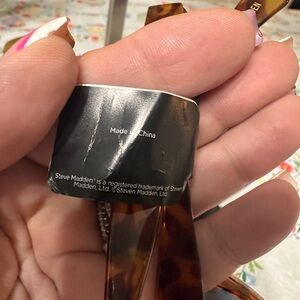 Made in China
Steve Madden® is a registered trademark of Steven
Madden, Ltd. ©Steven Madden, Ltd.